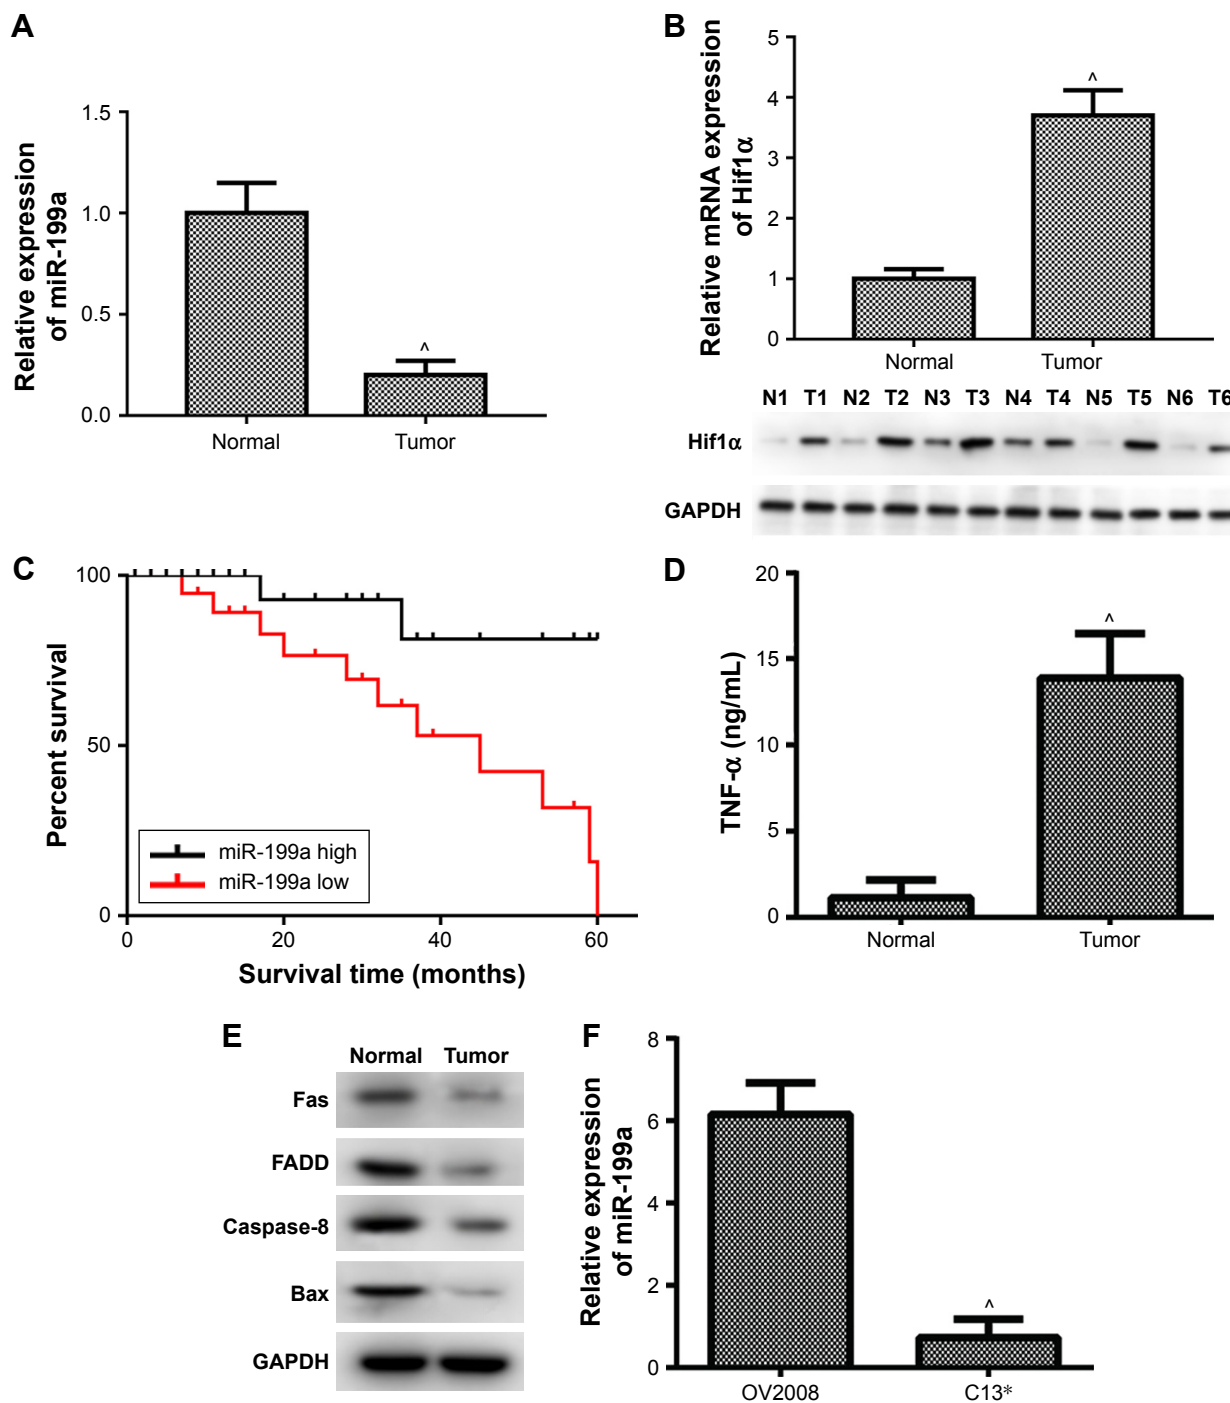 A
Relative expression
of miR-199a
1.5
1.0
0.5
0.0
^
Normal Tumor
B
Relative mRNA expression
of Hif1α
5
4
3
2
1
0
^
Normal Tumor
N1 T1 N2 T2 N3 T3 N4 T4 N5 T5 N6 T6
Hif1α
GAPDH
C
Percent survival
100
50
0
miR-199a high
miR-199a low
0 20 40 60
Survival time (months)
D
TNF-α (ng/mL)
20
15
10
5
0
^
Normal Tumor
E
Normal Tumor
Fas
FADD
Caspase-8
Bax
GAPDH
F
Relative expression
of miR-199a
8
6
4
2
0
^
OV2008 C13*